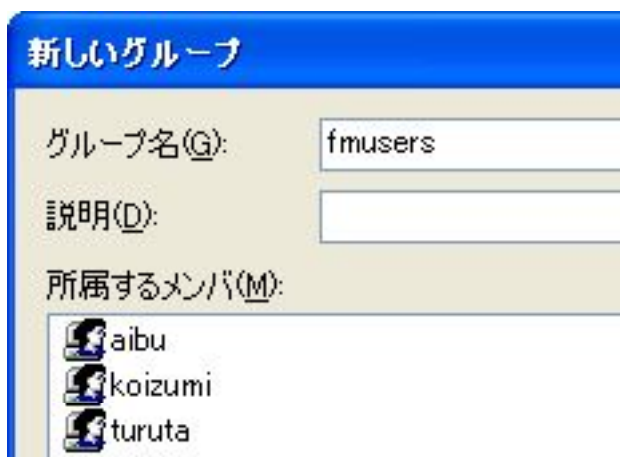 新しいグループ
グループ名(G): fmusers
説明(D):
所属するメンバ(M):
aibu
koizumi
turuta